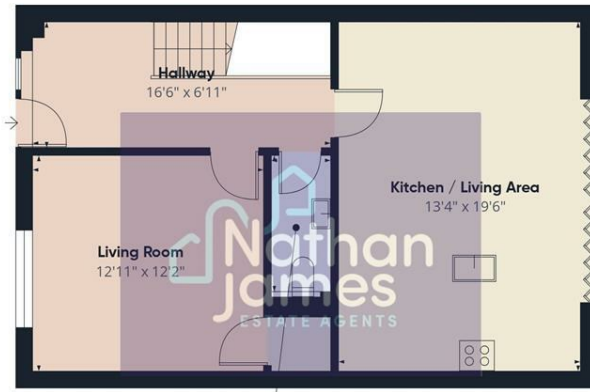 Hallway
16'6" x 6'11"
Kitchen / Living Area
13'4" x 19'6"
Living Room
12'11" x 12'2"
Nathan
james
ESTATE AGENTS